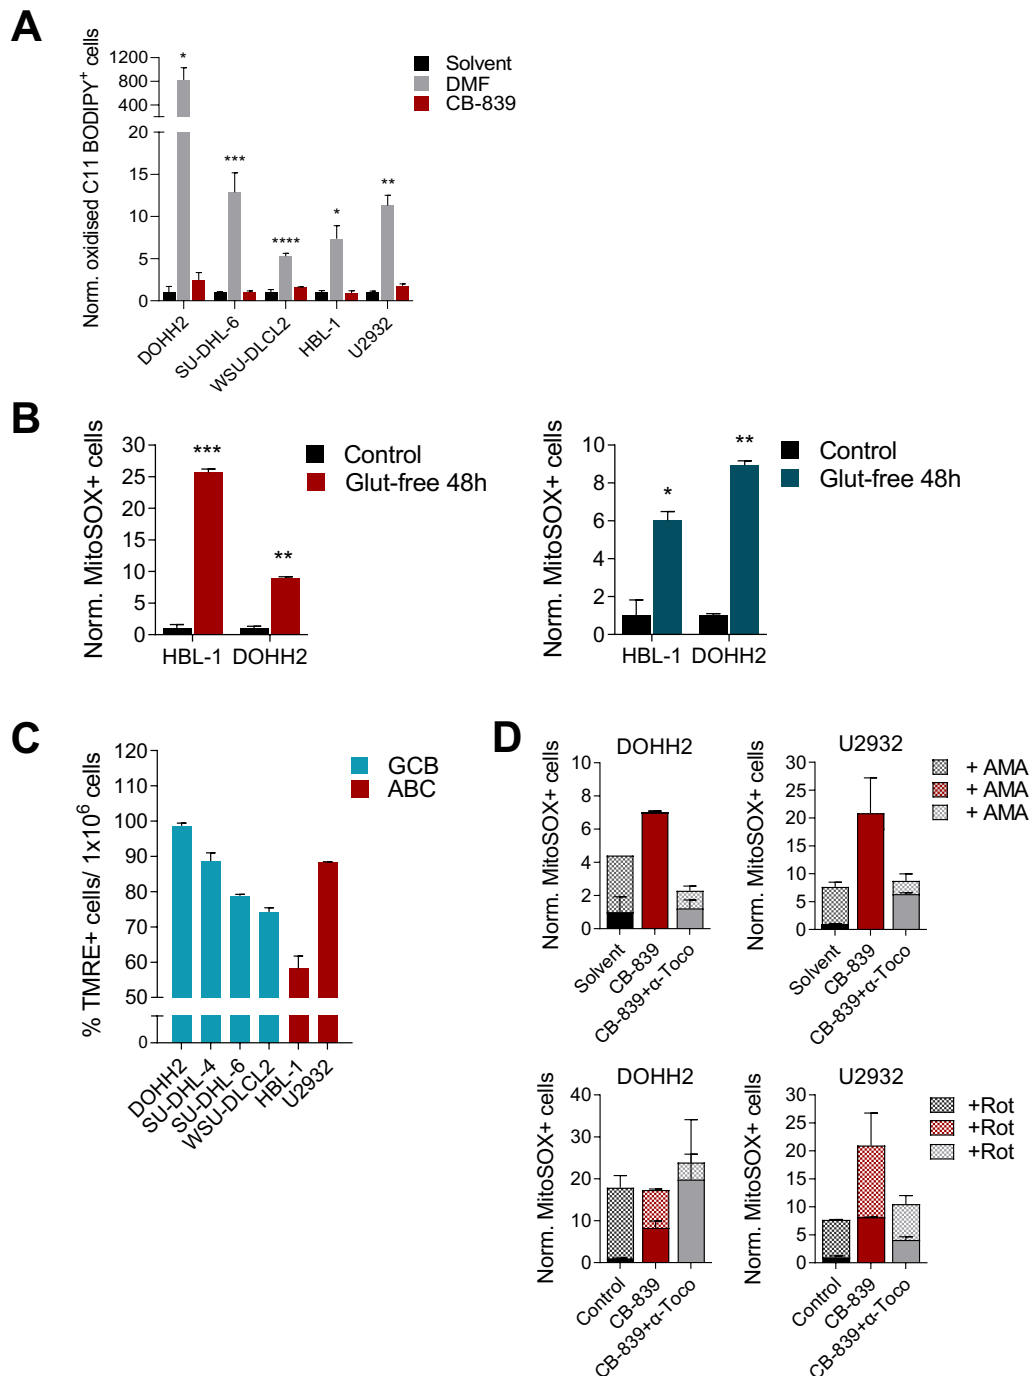 A
Norm. oxidised C11 BODIPY+ cells
1200
800
400
20
15
10
5
0
*
***
****
*
**
Solvent
DMF
CB-839
DOHH2
SU-DHL-6
WSU-DLCL2
HBL-1
U2932
B
Norm. MitoSOX+ cells
30
25
20
15
10
5
0
***
**
Control
Glut-free 48h
HBL-1
DOHH2
Norm. MitoSOX+ cells
10
8
6
4
2
0
*
**
Control
Glut-free 48h
HBL-1
DOHH2
C
% TMRE+ cells/ 1x10^6 cells
120
110
100
90
80
70
60
50
0
GCB
ABC
DOHH2
SU-DHL-4
SU-DHL-6
WSU-DLCL2
HBL-1
U2932
D
DOHH2
Norm. MitoSOX+ cells
10
8
6
4
2
0
Solvent
CB-839
CB-839+α-Toco
U2932
Norm. MitoSOX+ cells
30
25
20
15
10
5
0
Solvent
CB-839
CB-839+α-Toco
+ AMA
+ AMA
+ AMA
DOHH2
Norm. MitoSOX+ cells
40
30
20
10
0
Control
CB-839
CB-839+α-Toco
U2932
Norm. MitoSOX+ cells
30
25
20
15
10
5
0
Control
CB-839
CB-839+α-Toco
+Rot
+Rot
+Rot